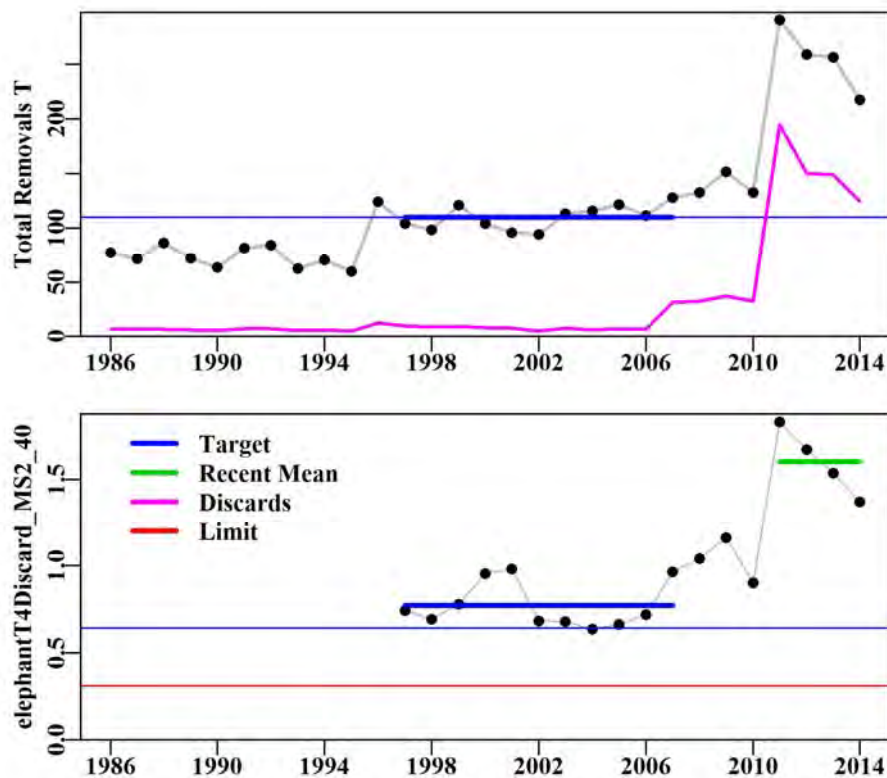 Total Removals T
200
100
50
0
1986 1990 1994 1998 2002 2006 2010 2014
elephantT4Discard_MS2_40
Target
Recent Mean
Discards
Limit
1.5
1.0
0.5
0.0
1986 1990 1994 1998 2002 2006 2010 2014